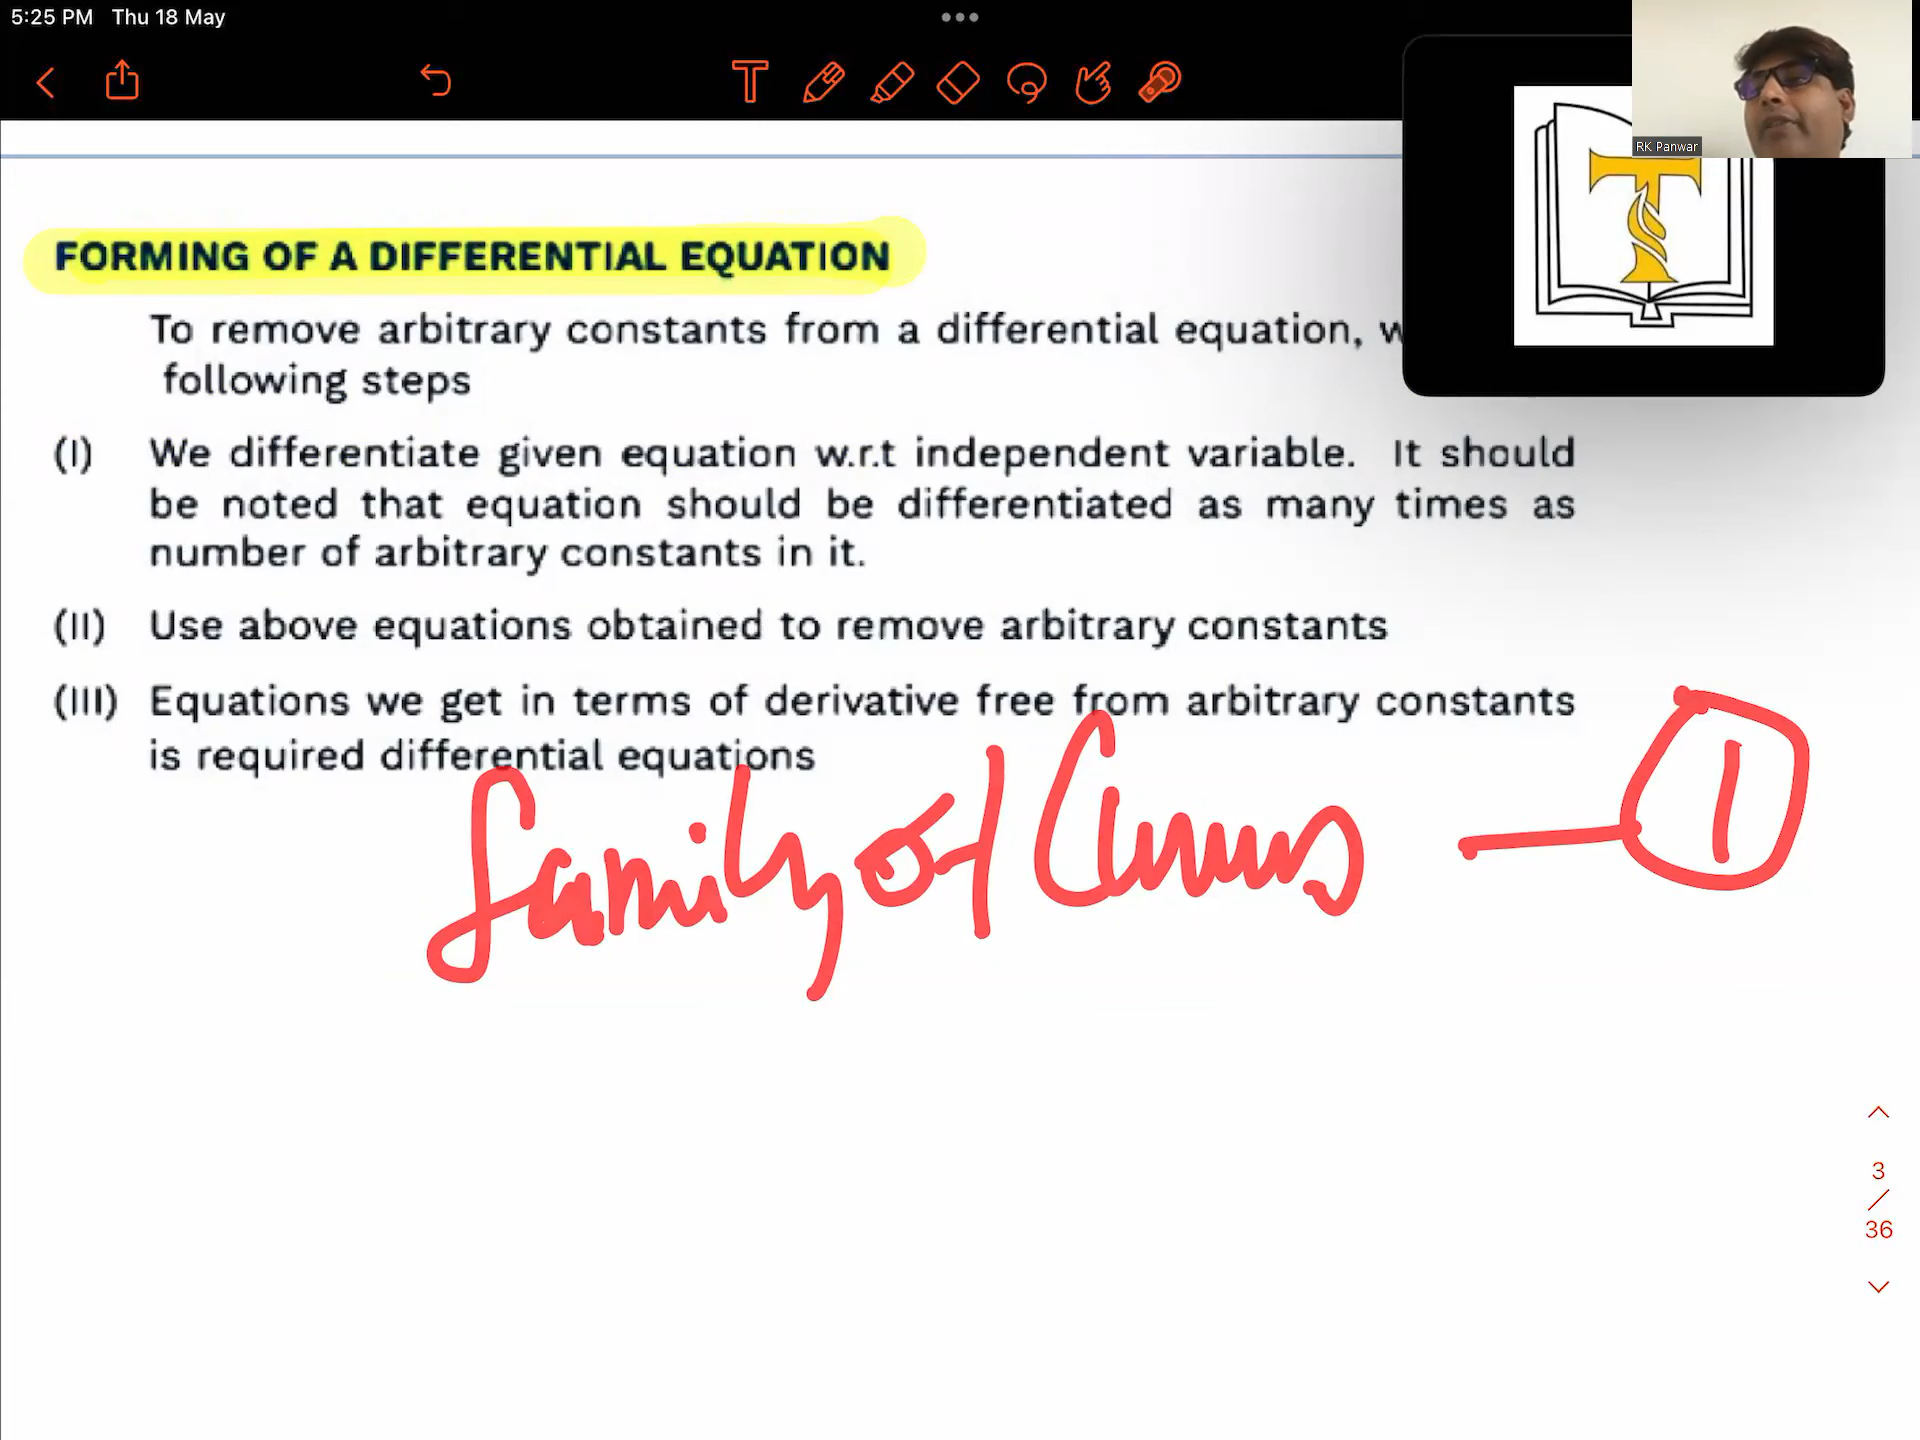 5:25 PM Thu 18 May
RK Panwar
FORMING OF A DIFFERENTIAL EQUATION
To remove arbitrary constants from a differential equation,
following steps
(I) We differentiate given equation w.r.t independent variable. It should
be noted that equation should be differentiated as many times as
number of arbitrary constants in it.
(II) Use above equations obtained to remove arbitrary constants
(III) Equations we get in terms of derivative free from arbitrary constants
is required differential equations
family of Curves — 1
3
/
36